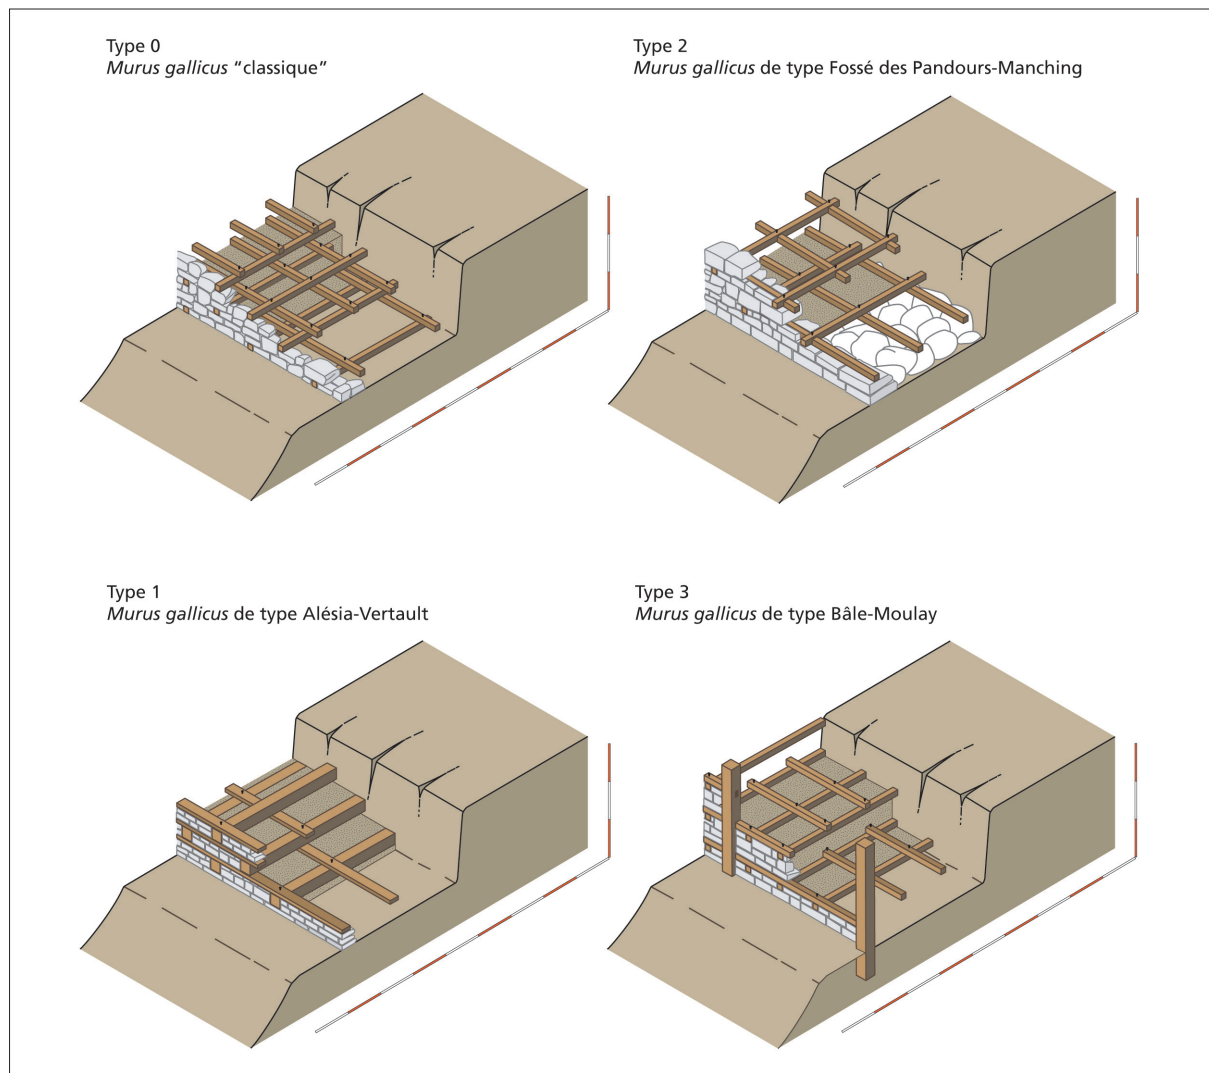 Type 0
Murus gallicus “classique”
Type 2
Murus gallicus de type Fossé des Pandours-Manching
Type 1
Murus gallicus de type Alésia-Vertault
Type 3
Murus gallicus de type Bâle-Moulay